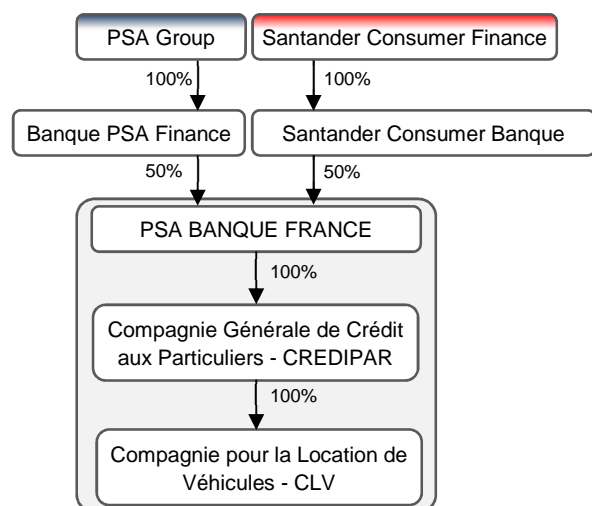 PSA Group
Santander Consumer Finance
100%
100%
Banque PSA Finance
Santander Consumer Banque
50%
50%
PSA BANQUE FRANCE
100%
Compagnie Générale de Crédit
aux Particuliers - CREDIPAR
100%
Compagnie pour la Location de
Véhicules - CLV